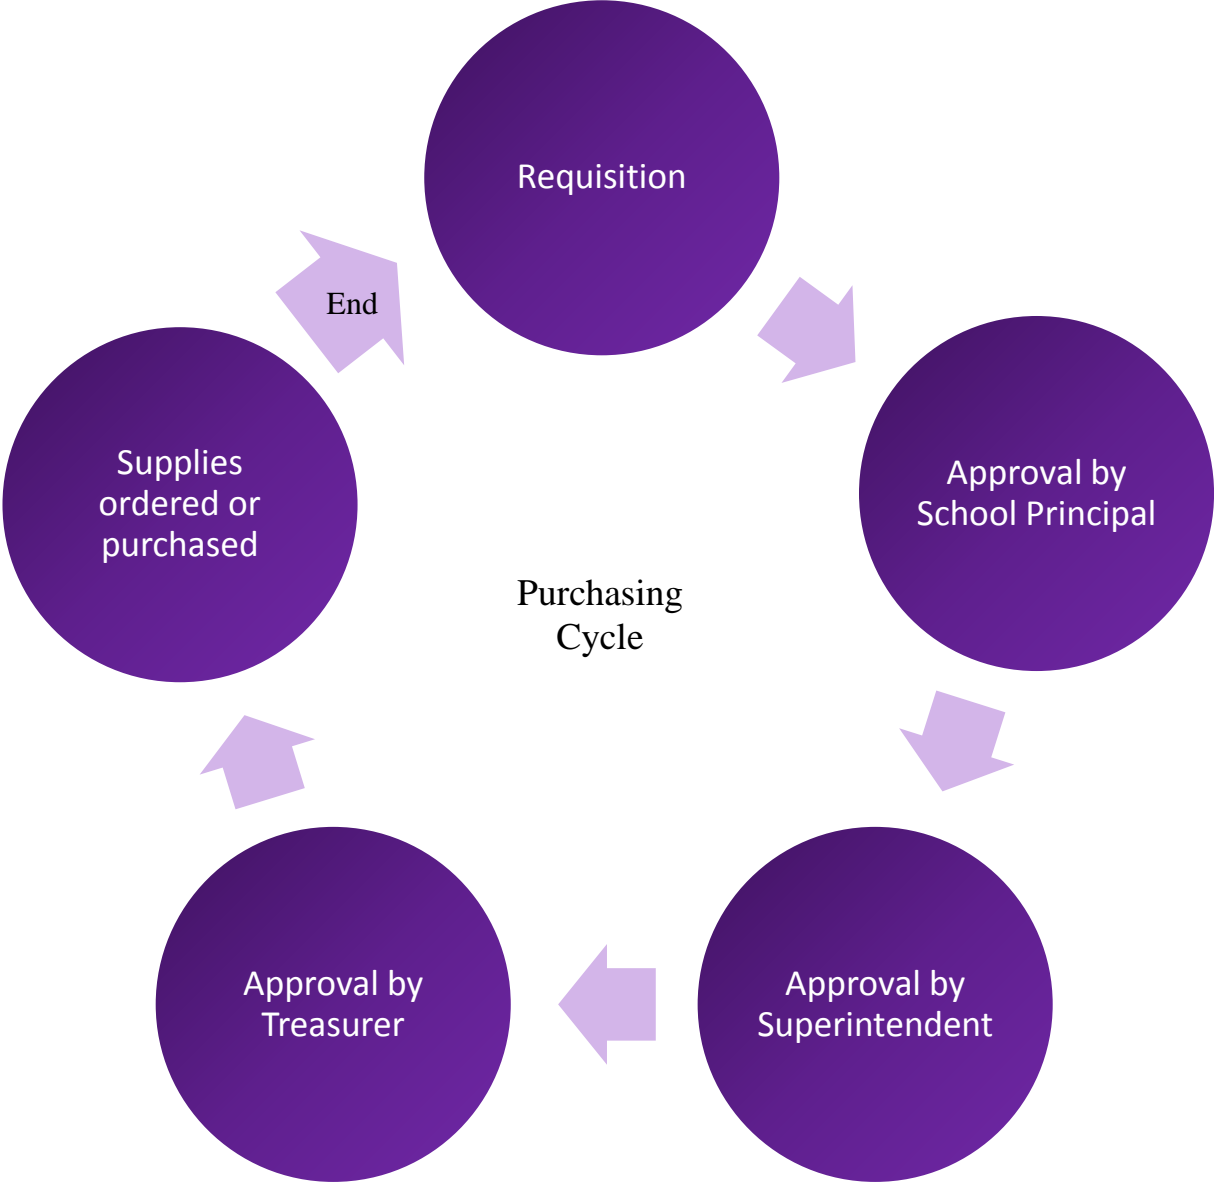 Requisition
Approval by
School Principal
Approval by
Superintendent
Approval by
Treasurer
Supplies
ordered or
purchased
End
Purchasing
Cycle